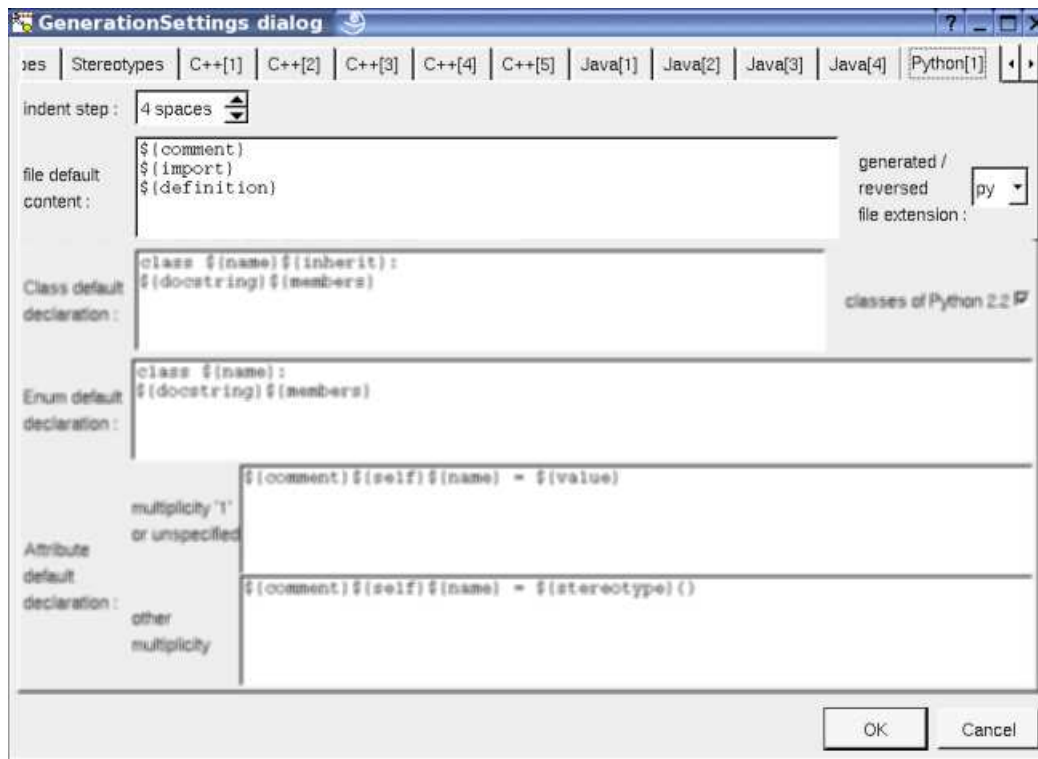 GenerationSettings dialog
pes Stereotypes C++[1] C++[2] C++[3] C++[4] C++[5] Java[1] Java[2] Java[3] Java[4] Python[1]
indent step : 4 spaces
file default
content :
${comment}
${import}
${definition}
generated /
reversed
file extension :
py
Class default
declaration :
class ${name}${inherit}:
${docstring}${members}
classes of Python 2.2
Enum default
declaration :
class ${name}:
${docstring}${members}
Attribute
default
declaration :
multiplicity '1'
or unspecified
${comment}${self}${name} = ${value}
other
multiplicity
${comment}${self}${name} = ${stereotype}()
OK Cancel